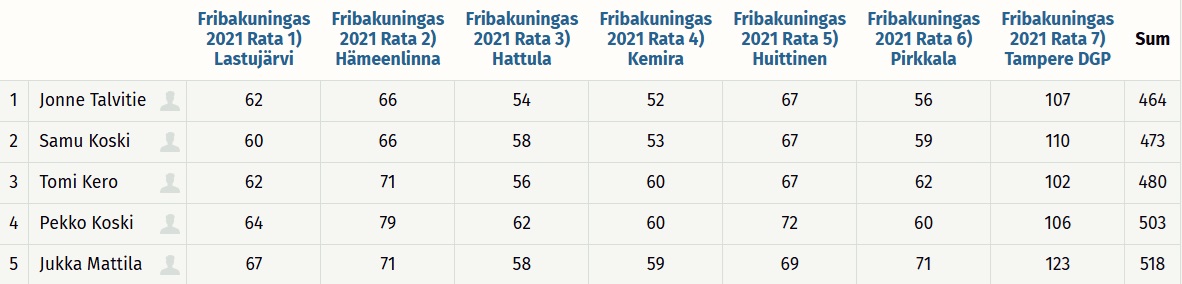 Fribakuningas 2021 Rata 1) Lastujärvi Fribakuningas 2021 Rata 2) Hämeenlinna Fribakuningas 2021 Rata 3) Hattula Fribakuningas 2021 Rata 4) Kemira Fribakuningas 2021 Rata 5) Huittinen Fribakuningas 2021 Rata 6) Pirkkala Fribakuningas 2021 Rata 7) Tampere DGP Sum
1 Jonne Talvitie 62 66 54 52 67 56 107 464
2 Samu Koski 60 66 58 53 67 59 110 473
3 Tomi Kero 62 71 56 60 67 62 102 480
4 Pekko Koski 64 79 62 60 72 60 106 503
5 Jukka Mattila 67 71 58 59 69 71 123 518